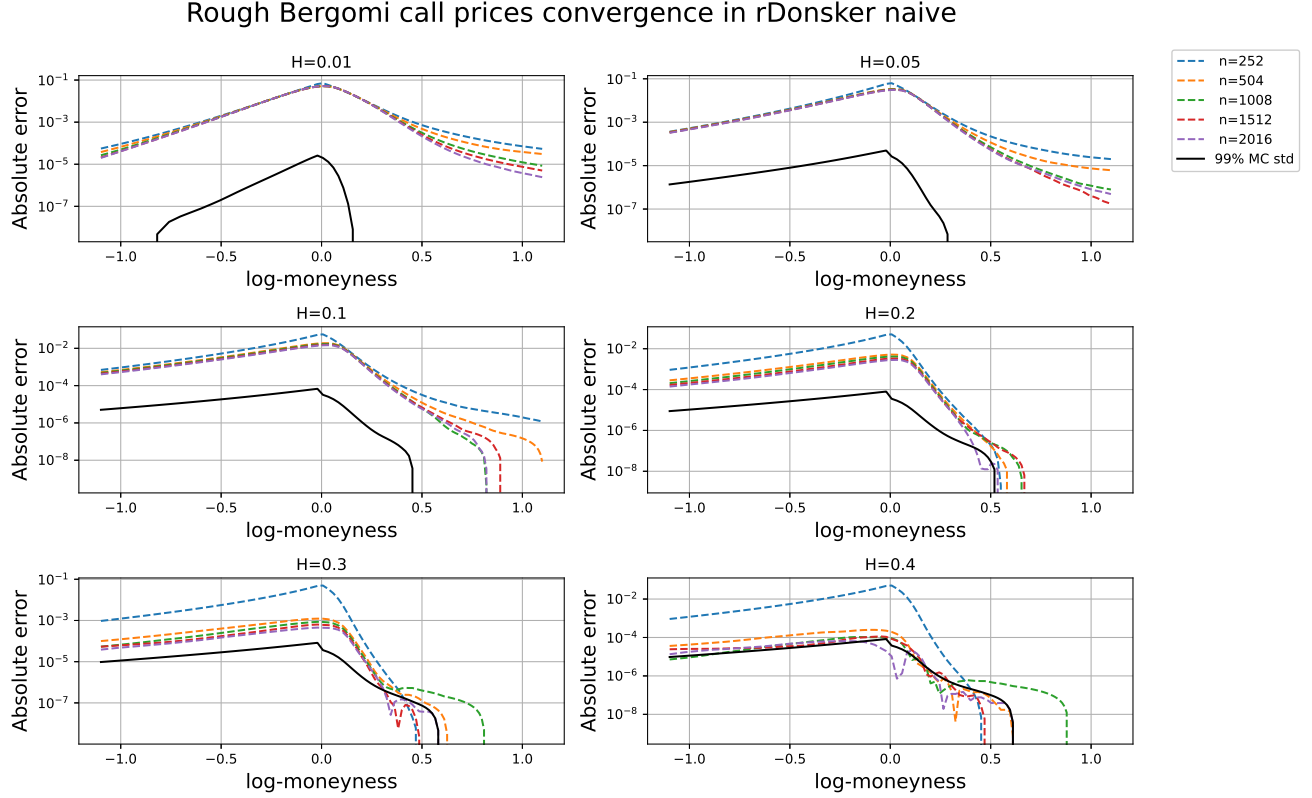 Rough Bergomi call prices convergence in rDonsker naive
H=0.01
Absolute error
10⁻¹
10⁻³
10⁻⁵
10⁻⁷
−1.0 −0.5 0.0 0.5 1.0
log-moneyness
H=0.05
Absolute error
10⁻¹
10⁻³
10⁻⁵
10⁻⁷
−1.0 −0.5 0.0 0.5 1.0
log-moneyness
n=252
n=504
n=1008
n=1512
n=2016
99% MC std
H=0.1
Absolute error
10⁻²
10⁻⁴
10⁻⁶
10⁻⁸
−1.0 −0.5 0.0 0.5 1.0
log-moneyness
H=0.2
Absolute error
10⁻²
10⁻⁴
10⁻⁶
10⁻⁸
−1.0 −0.5 0.0 0.5 1.0
log-moneyness
H=0.3
Absolute error
10⁻¹
10⁻³
10⁻⁵
10⁻⁷
−1.0 −0.5 0.0 0.5 1.0
log-moneyness
H=0.4
Absolute error
10⁻²
10⁻⁴
10⁻⁶
10⁻⁸
−1.0 −0.5 0.0 0.5 1.0
log-moneyness